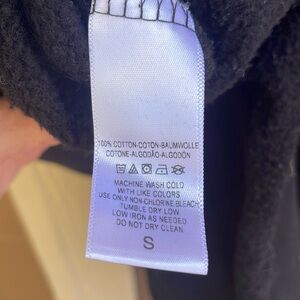 100% COTTON-COTON-BAUMWOLLE
COTONE-ALGODÃO-ALGODÓN
MACHINE WASH COLD
WITH LIKE COLORS
USE ONLY NON-CHLORINE BLEACH
TUMBLE DRY LOW
LOW IRON AS NEEDED
DO NOT DRY CLEAN
S